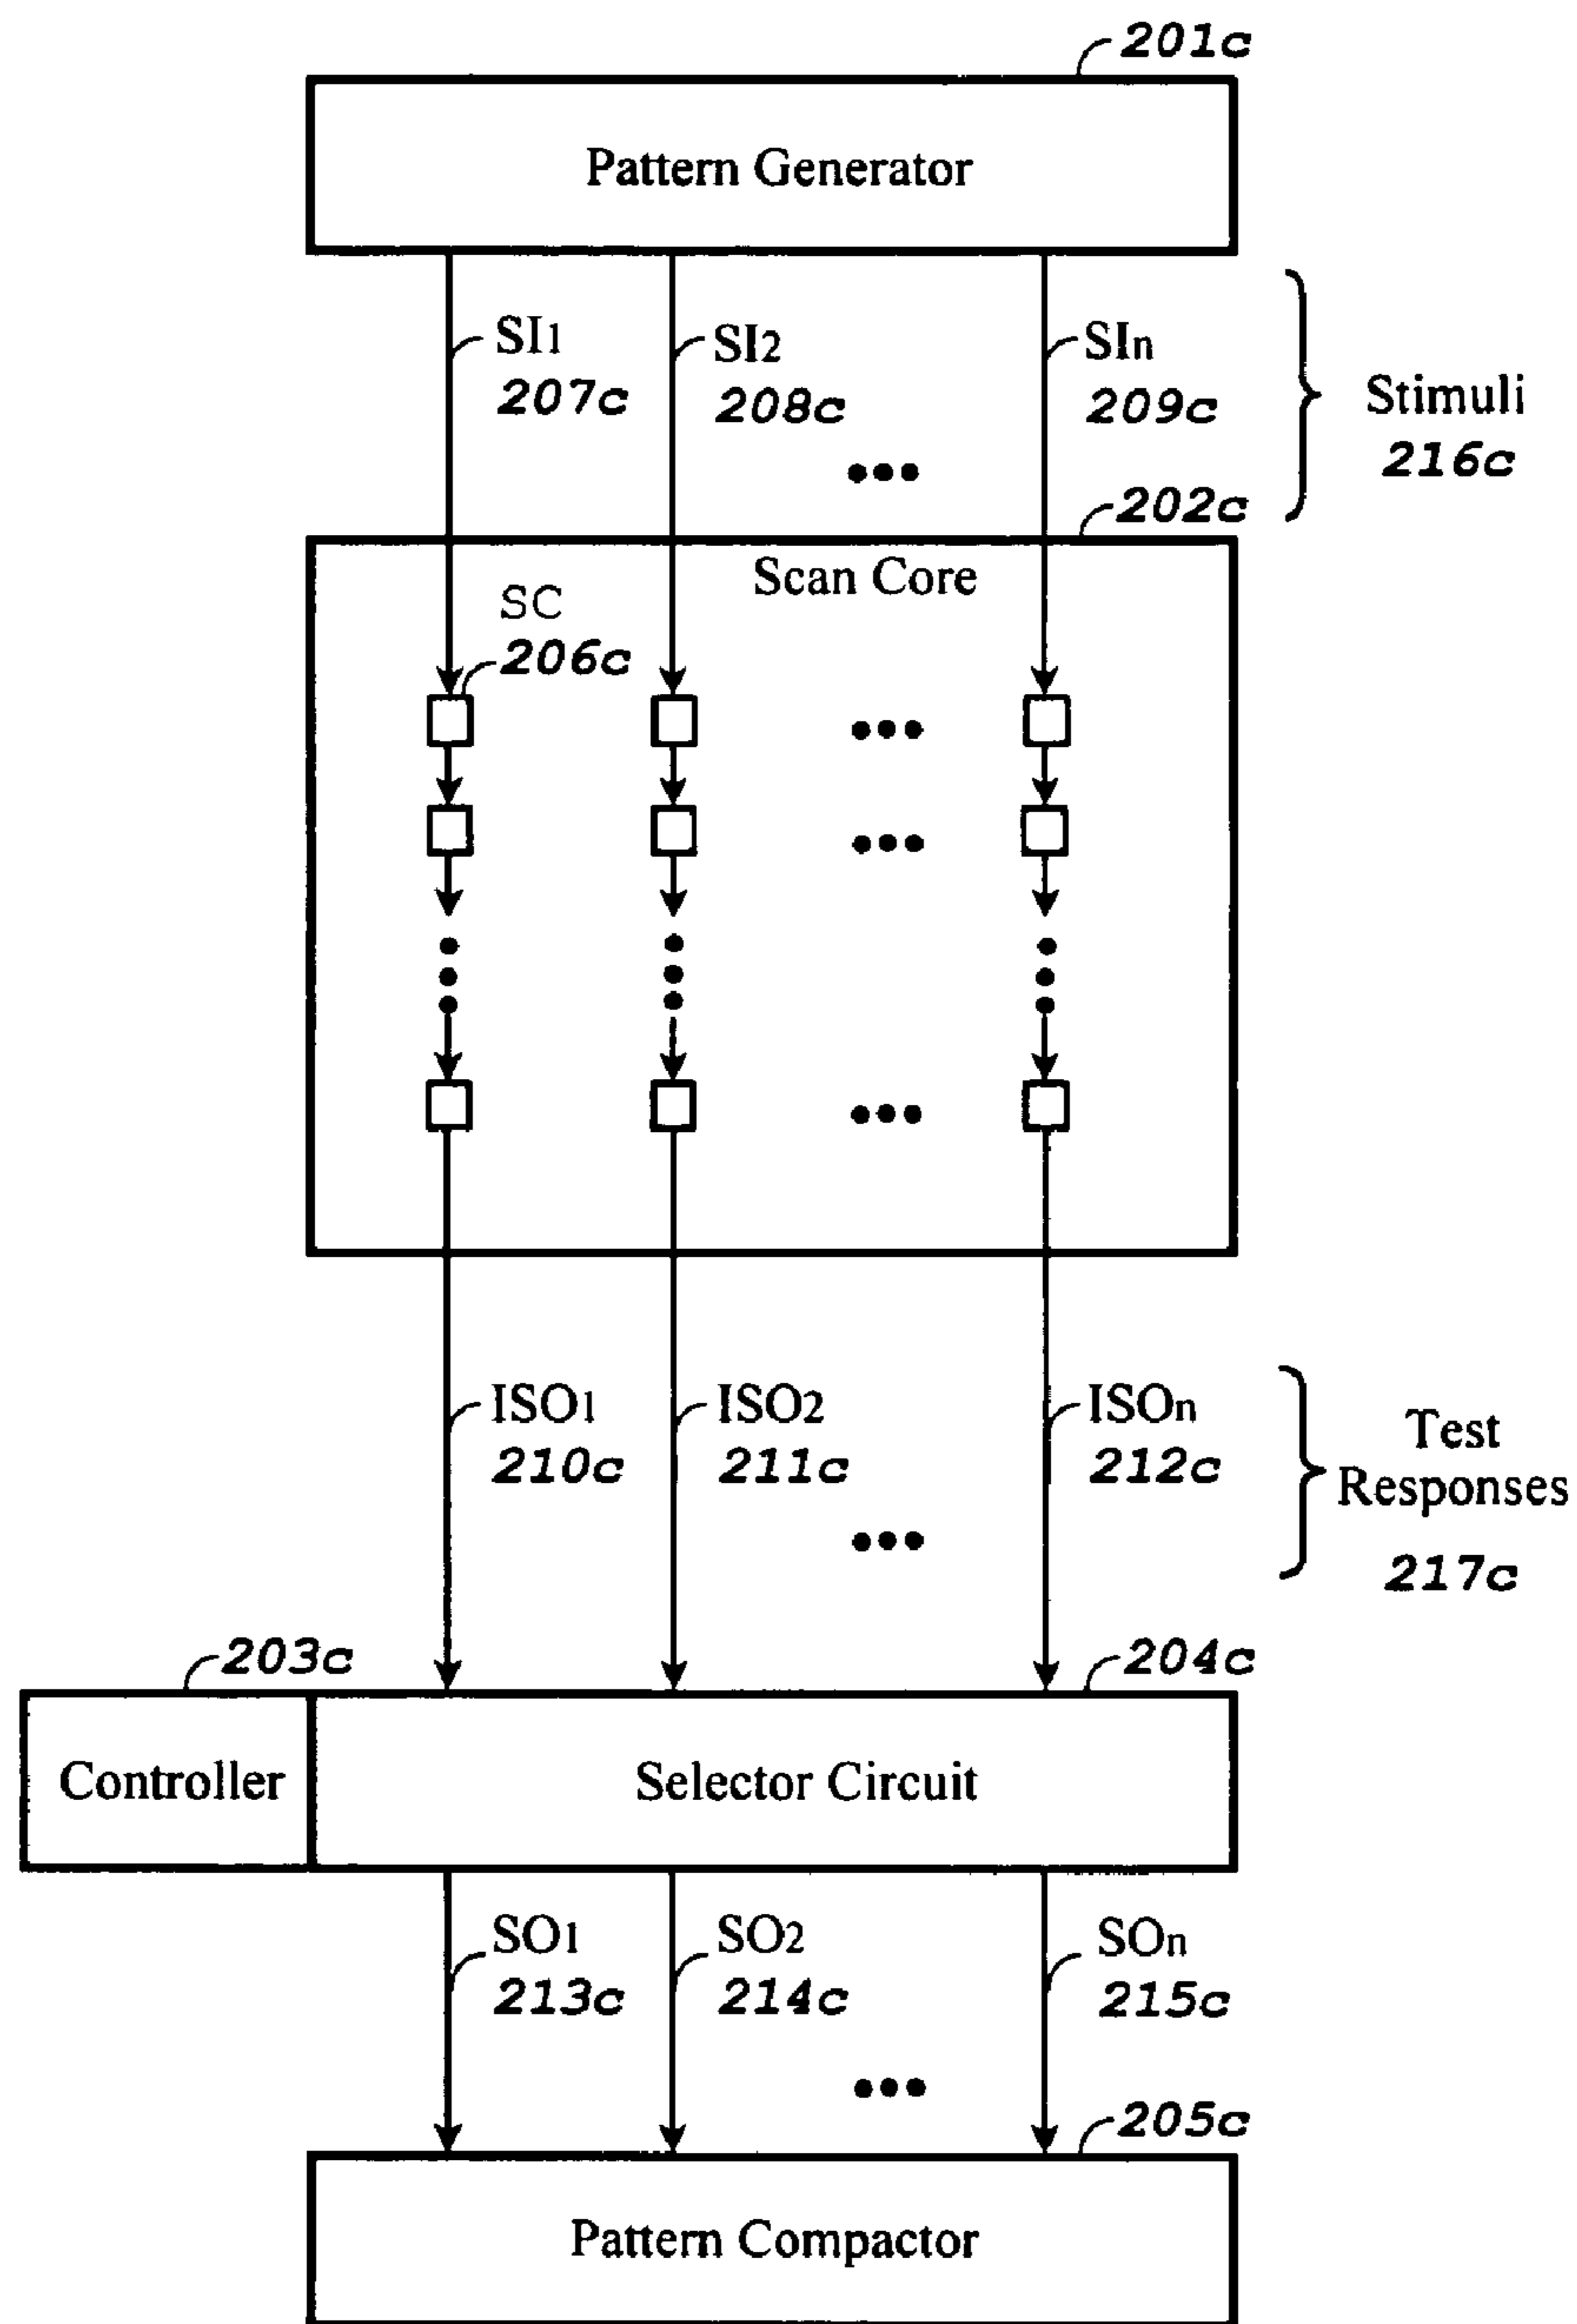 201c
Pattern Generator
SI1
207c
SI2
208c
SIn
209c
Stimuli
216c
202c
Scan Core
SC
206c
ISO1
210c
ISO2
211c
ISOn
212c
Test
Responses
217c
203c
204c
Controller
Selector Circuit
SO1
213c
SO2
214c
SOn
215c
205c
Pattern Compactor